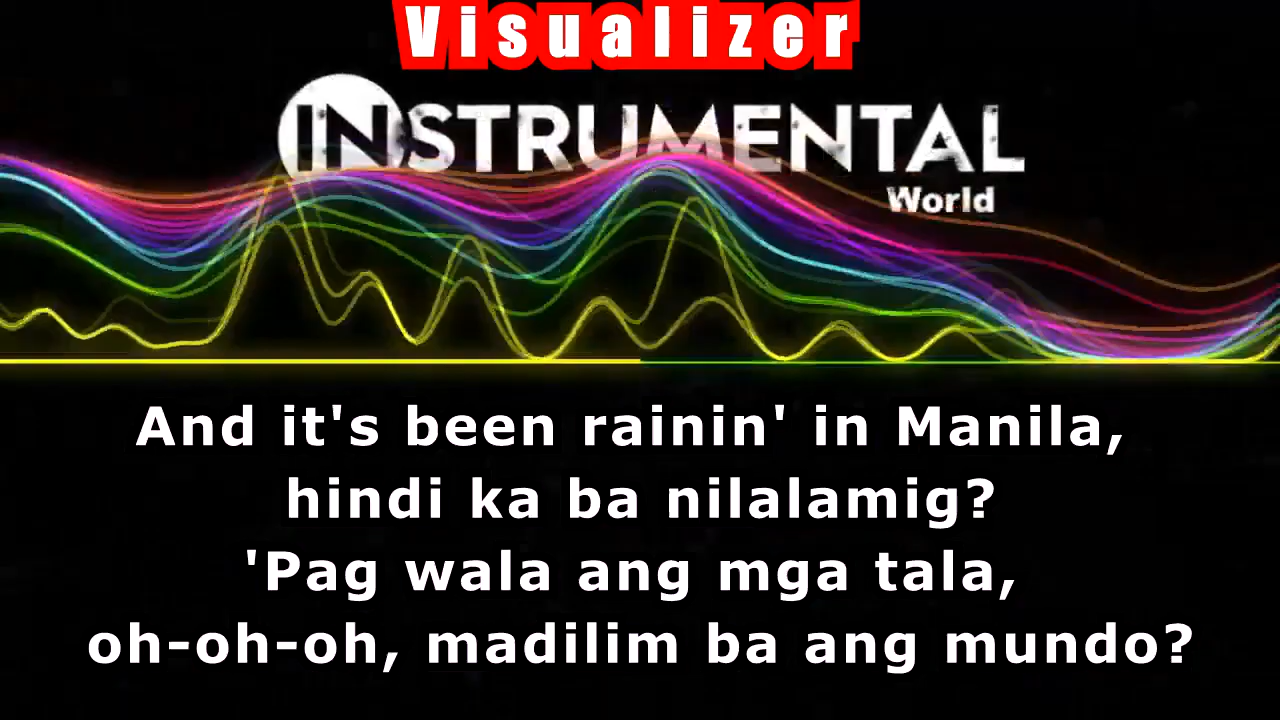 Visualizer
INSTRUMENTAL
World
And it's been rainin' in Manila,
hindi ka ba nilalamig?
'Pag wala ang mga tala,
oh-oh-oh, madilim ba ang mundo?